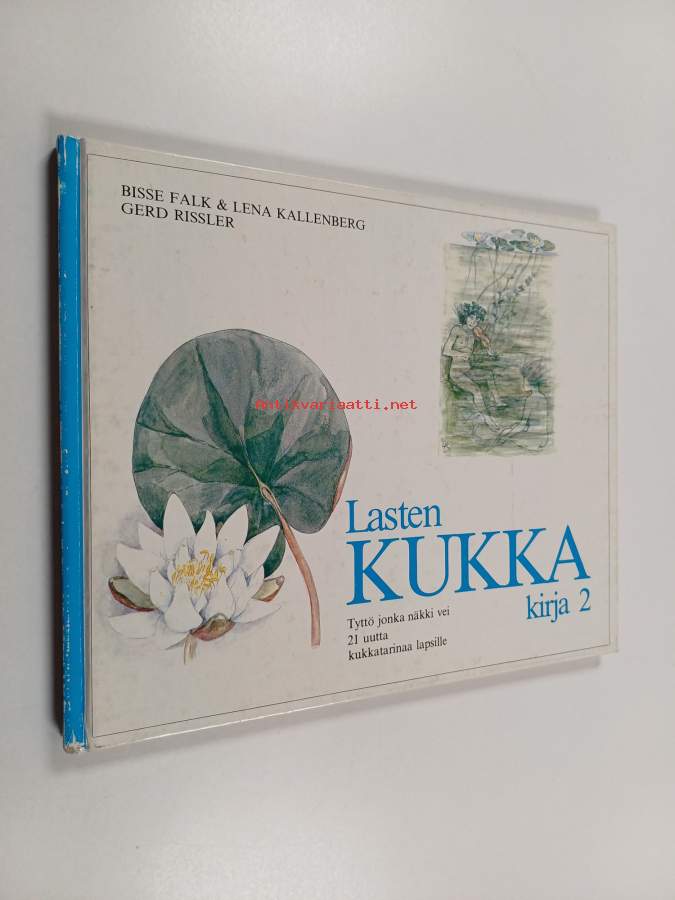 BISSE FALK & LENA KALLENBERG
GERD RISSLER
Antikvariaatti.net
Lasten
KUKKA
kirja 2
Tyttö jonka näkki vei
21 uutta
kukkatarinaa lapsille